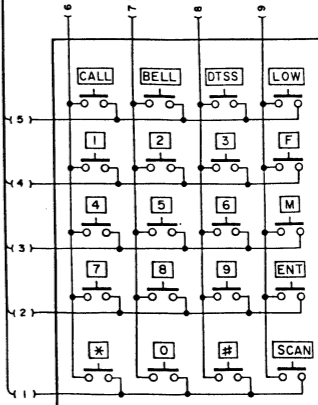 6 7 8 9
CALL BELL DTSS LOW
5
1 2 3 F
4
4 5 6 M
3
7 8 9 ENT
2
* 0 # SCAN
1